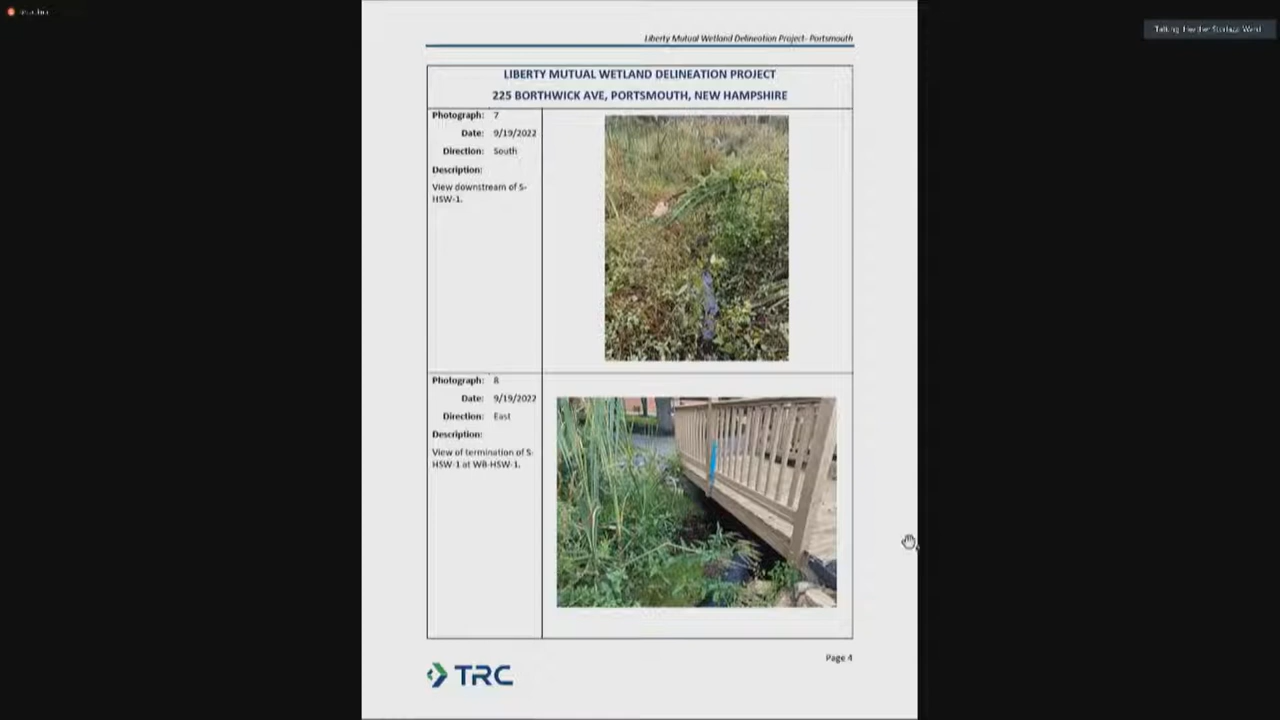 Liberty Mutual Wetland Delineation Project- Portsmouth
LIBERTY MUTUAL WETLAND DELINEATION PROJECT
225 BORTHWICK AVE, PORTSMOUTH, NEW HAMPSHIRE
Photograph: 7
Date: 9/19/2022
Direction: South
Description:
View downstream of S-
HSW-1.
Photograph: 8
Date: 9/19/2022
Direction: East
Description:
View of termination of S-
HSW-1 at WB-HSW-1.
Page 4
TRC
Talking: